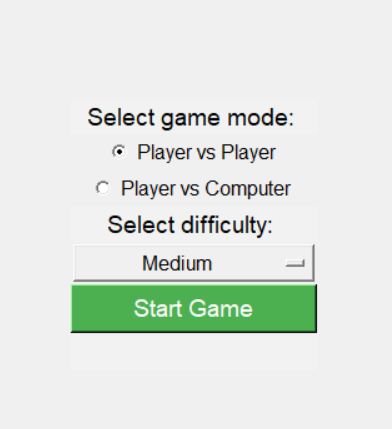 Select game mode:
Player vs Player
Player vs Computer
Select difficulty:
Medium
Start Game